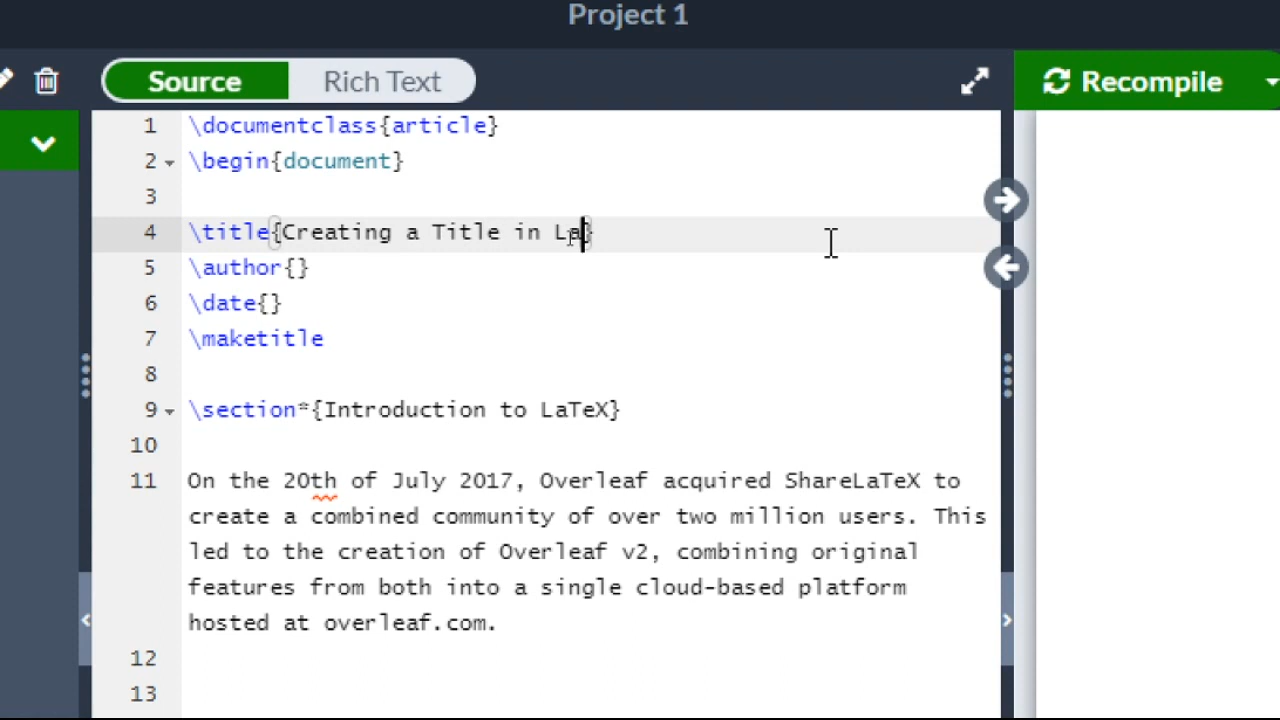 Project 1
Source Rich Text Recompile
1 \documentclass{article}
2 \begin{document}
3
4 \title{Creating a Title in La}
5 \author{}
6 \date{}
7 \maketitle
8
9 \section*{Introduction to LaTeX}
10
11 On the 20th of July 2017, Overleaf acquired ShareLaTeX to
create a combined community of over two million users. This
led to the creation of Overleaf v2, combining original
features from both into a single cloud-based platform
hosted at overleaf.com.
12
13